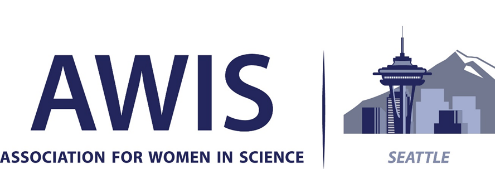 AWIS
ASSOCIATION FOR WOMEN IN SCIENCE
SEATTLE